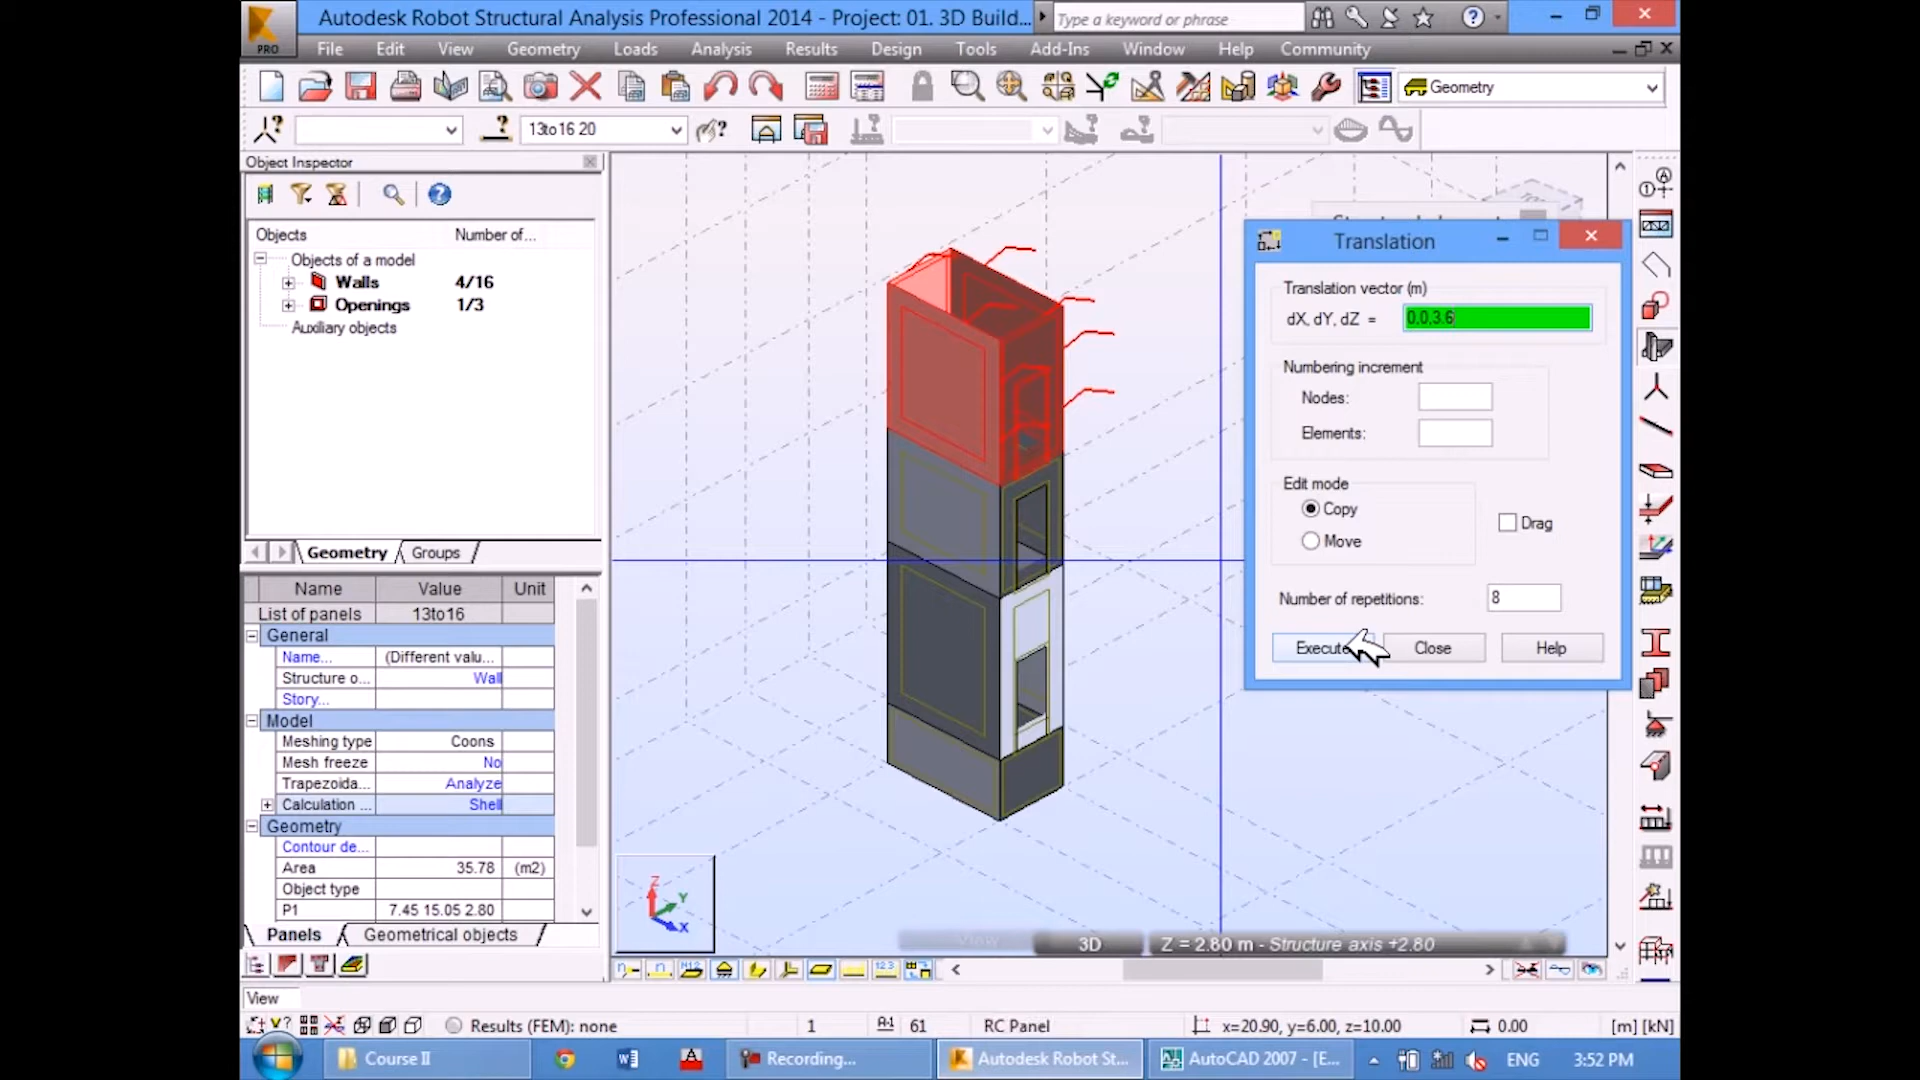 Autodesk Robot Structural Analysis Professional 2014 - Project: 01. 3D Build...
Type a keyword or phrase
PRO
File Edit View Geometry Loads Analysis Results Design Tools Add-Ins Window Help Community
Geometry
13to16 20
Object Inspector
Objects Number of...
Objects of a model
Walls 4/16
Openings 1/3
Auxiliary objects
Geometry Groups
Name Value Unit
List of panels 13to16
General
Name... (Different valu...
Structure o... Wall
Story...
Model
Meshing type Coons
Mesh freeze No
Trapezoida... Analyze
Calculation ... Shell
Geometry
Contour de...
Area 35.78 (m2)
Object type
P1 7.45 15.05 2.80
Panels Geometrical objects
Translation
Translation vector (m)
dX, dY, dZ = 0,0,3.6
Numbering increment
Nodes:
Elements:
Edit mode
Copy
Drag
Move
Number of repetitions: 8
Execute Close Help
Z
Y
X
View 3D Z = 2.80 m - Structure axis +2.80
View
Results (FEM): none 1 61 RC Panel x=20.90, y=6.00, z=10.00 0.00 [m] [kN]
Course II Recording... Autodesk Robot St... AutoCAD 2007 - [E... ENG 3:52 PM